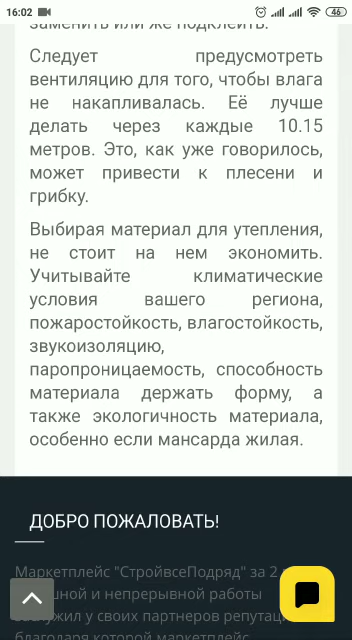 16:02
46
заменить или же подклеить.
Следует предусмотреть
вентиляцию для того, чтобы влага
не накапливалась. Её лучше
делать через каждые 10.15
метров. Это, как уже говорилось,
может привести к плесени и
грибку.
Выбирая материал для утепления,
не стоит на нем экономить.
Учитывайте климатические
условия вашего региона,
пожаростойкость, влагостойкость,
звукоизоляцию,
паропроницаемость, способность
материала держать форму, а
также экологичность материала,
особенно если мансарда жилая.
ДОБРО ПОЖАЛОВАТЬ!
Маркетплейс "СтройвсеПодряд" за 2
и непрерывной работы
у своих партнеров
благодаря которой маркетплейс